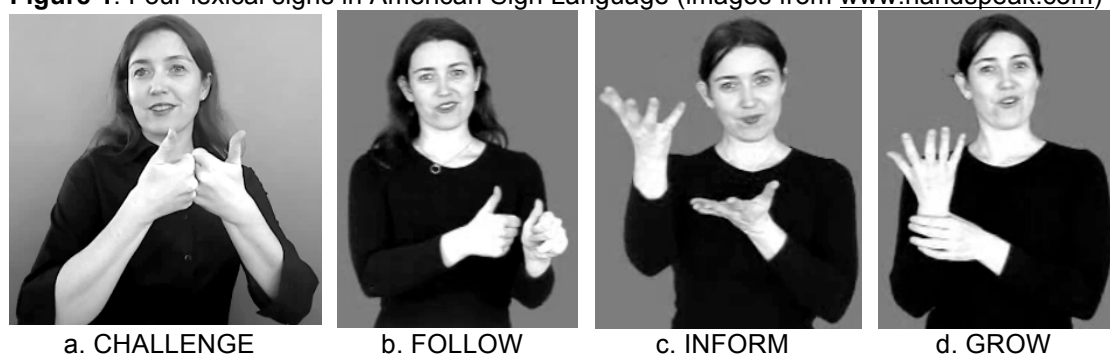 Figure 1. Four lexical signs in American Sign Language (images from www.handspeak.com)
a. CHALLENGE b. FOLLOW c. INFORM d. GROW